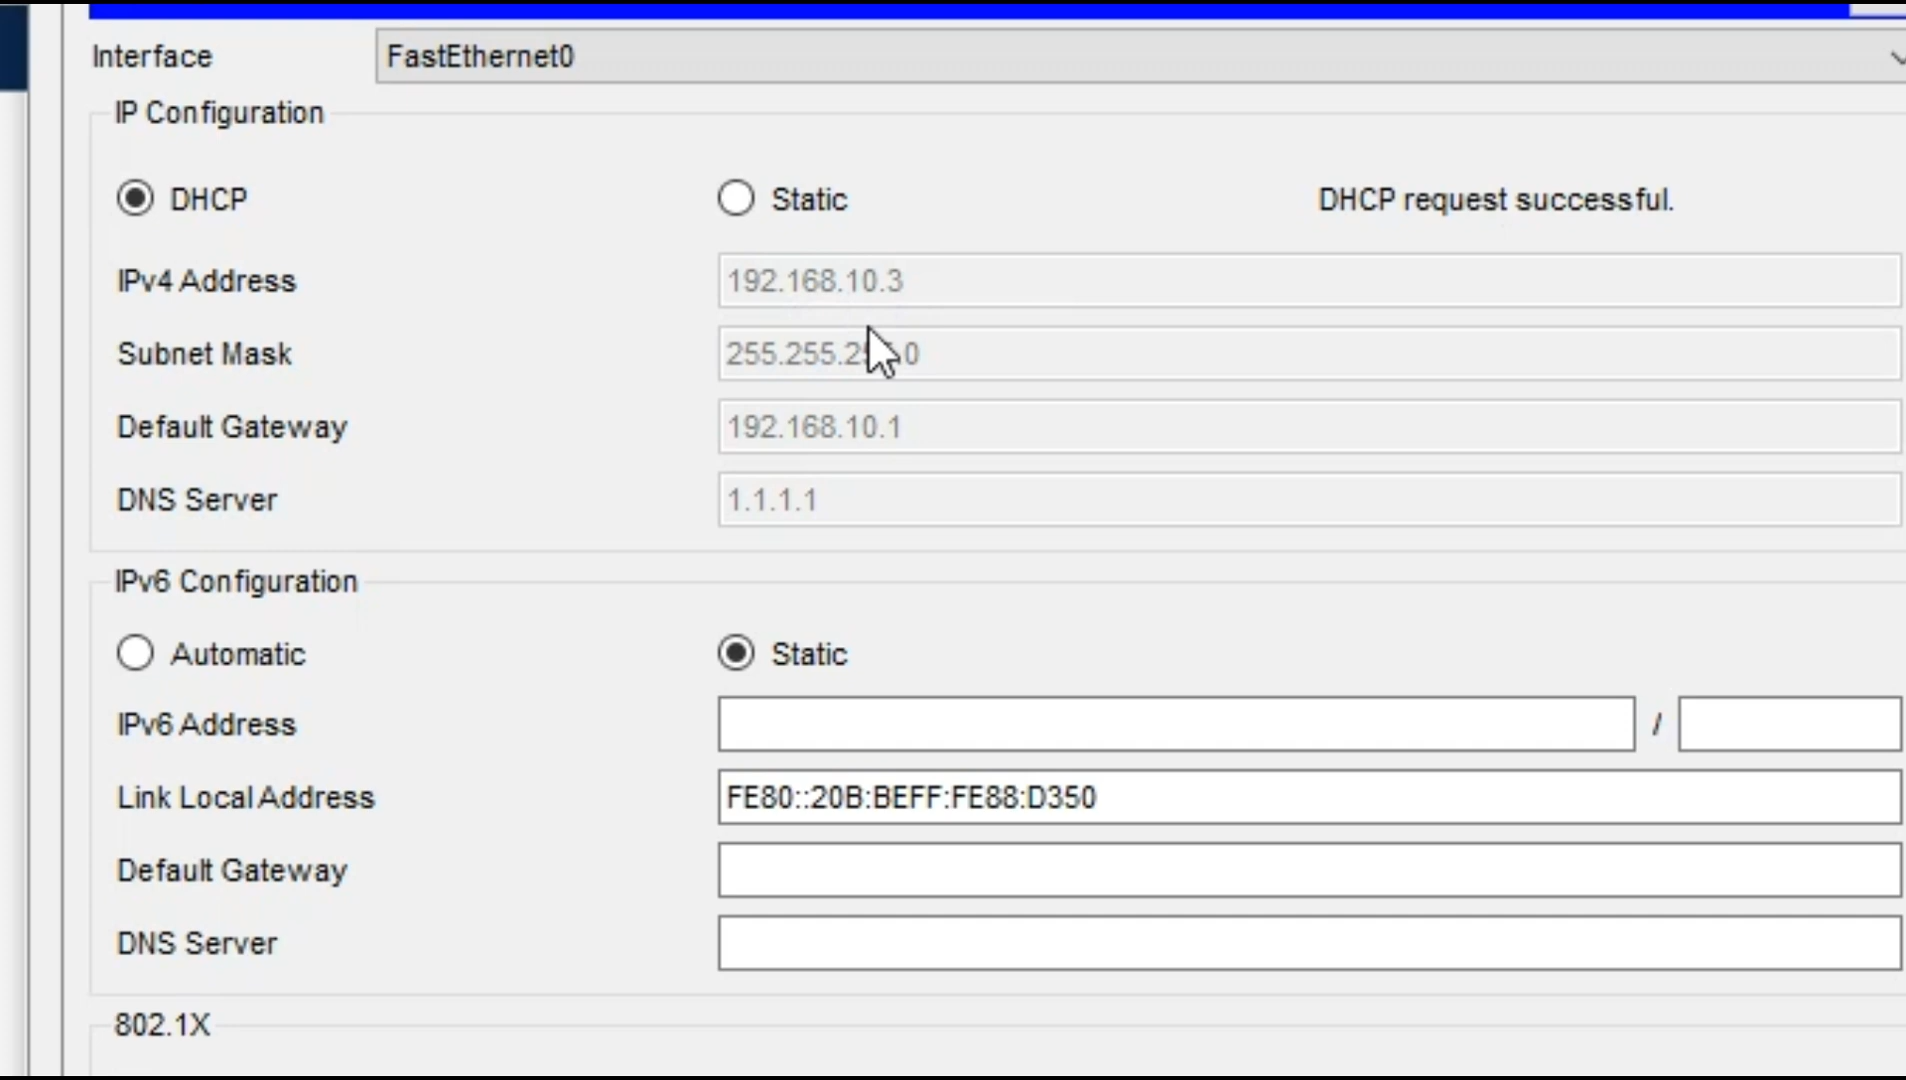 Interface FastEthernet0
IP Configuration
DHCP Static DHCP request successful.
IPv4 Address 192.168.10.3
Subnet Mask
Default Gateway 192.168.10.1
DNS Server 1.1.1.1
IPv6 Configuration
Automatic Static
IPv6 Address /
Link Local Address FE80::20B:BEFF:FE88:D350
Default Gateway
DNS Server
802.1X